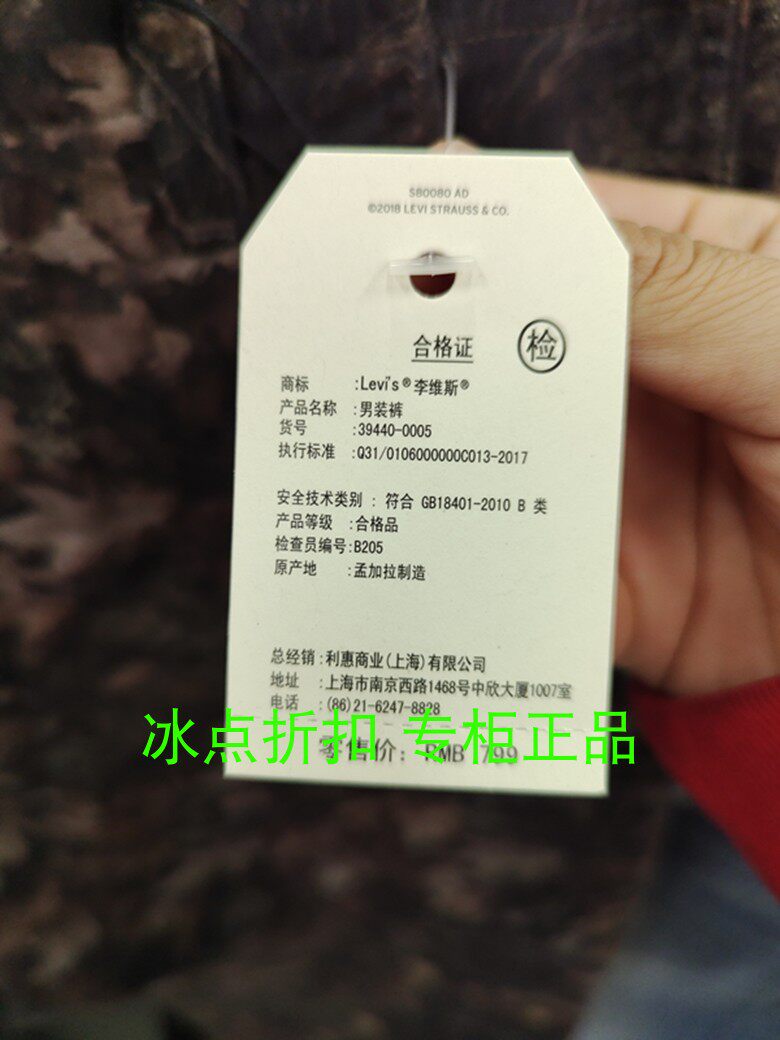 S80080 AD
©2018 LEVI STRAUSS & CO.
合格证 检
商标 :Levi's®李维斯®
产品名称 :男装裤
货号 :39440-0005
执行标准 :Q31/0106000000C013-2017
安全技术类别 : 符合 GB18401-2010 B 类
产品等级 :合格品
检查员编号:B205
原产地 :孟加拉制造
总经销:利惠商业(上海)有限公司
地址 :上海市南京西路1468号中欣大厦1007室
电话 :(86)21-6247-8828
冰点折扣 专柜正品
零售价: RMB 799